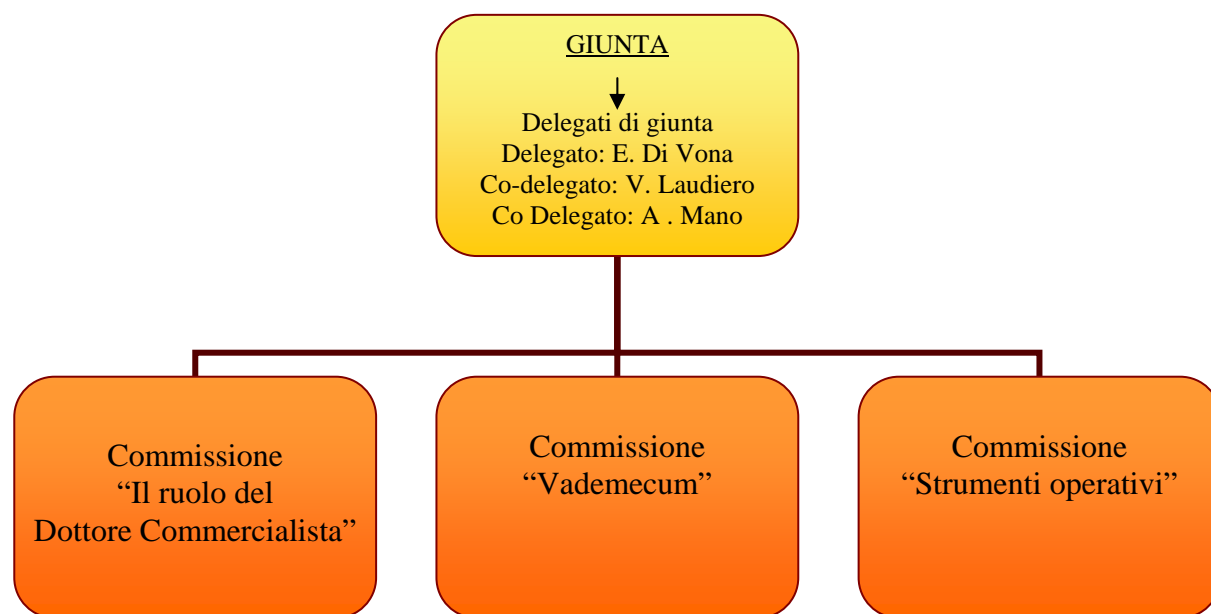 GIUNTA
Delegati di giunta
Delegato: E. Di Vona
Co-delegato: V. Laudiero
Co Delegato: A . Mano
Commissione
“Il ruolo del
Dottore Commercialista”
Commissione
“Vademecum”
Commissione
“Strumenti operativi”